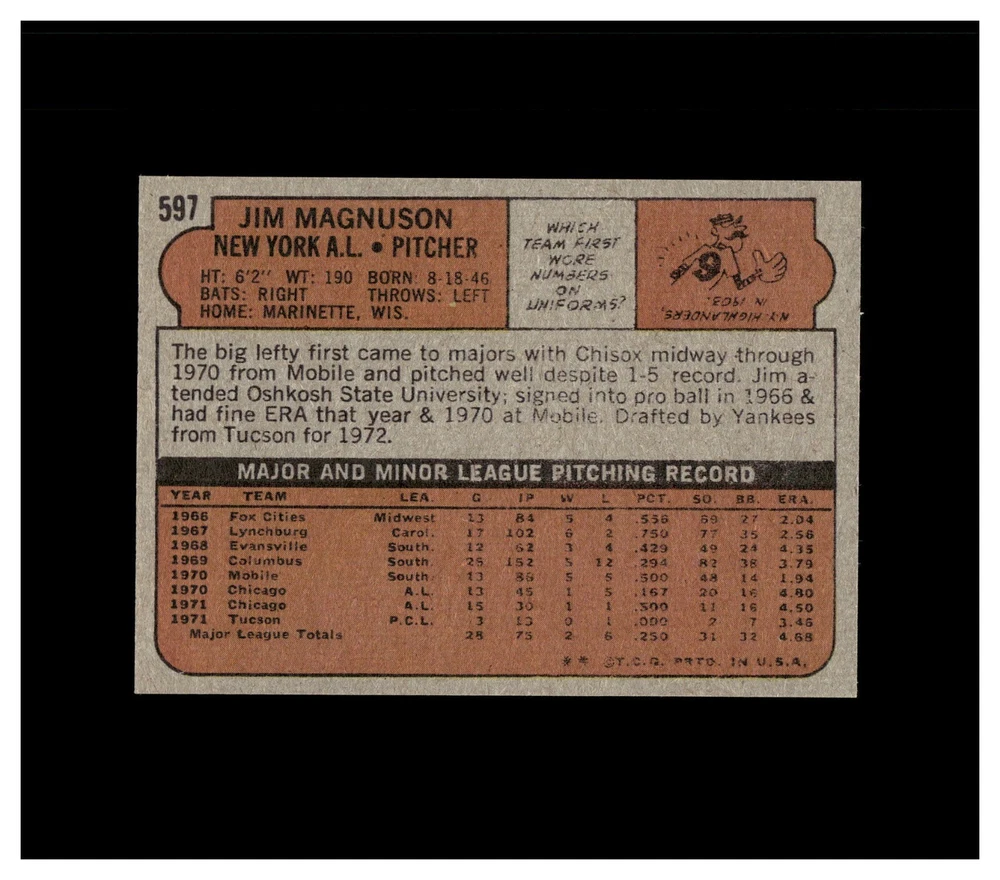 597
JIM MAGNUSON
NEW YORK A.L. • PITCHER
HT: 6'2" WT: 190 BORN: 8-18-46
BATS: RIGHT THROWS: LEFT
HOME: MARINETTE, WIS.
WHICH
TEAM FIRST
WORE
NUMBERS
ON
UNIFORMS?
N.Y. HIGHLANDERS,
IN 1903.
9
The big lefty first came to majors with Chisox midway through
1970 from Mobile and pitched well despite 1-5 record. Jim a-
tended Oshkosh State University; signed into pro ball in 1966 &
had fine ERA that year & 1970 at Mobile. Drafted by Yankees
from Tucson for 1972.
MAJOR AND MINOR LEAGUE PITCHING RECORD
YEAR TEAM LEA. G IP W L PCT. SO. BB. ERA.
1966 Fox Cities Midwest 13 84 5 4 .556 69 27 2.04
1967 Lynchburg Carol. 17 102 6 2 .750 77 35 2.56
1968 Evansville South. 12 62 3 4 .429 49 24 4.35
1969 Columbus South. 25 152 5 12 .294 82 38 3.79
1970 Mobile South. 13 86 5 5 .500 48 14 1.94
1970 Chicago A.L. 13 45 1 5 .167 20 16 4.80
1971 Chicago A.L. 15 30 1 1 .500 11 16 4.50
1971 Tucson P.C.L. 3 13 0 1 .000 2 7 3.46
Major League Totals 28 75 2 6 .250 31 32 4.68
* * ©T.C.G. PRTD. IN U.S.A.